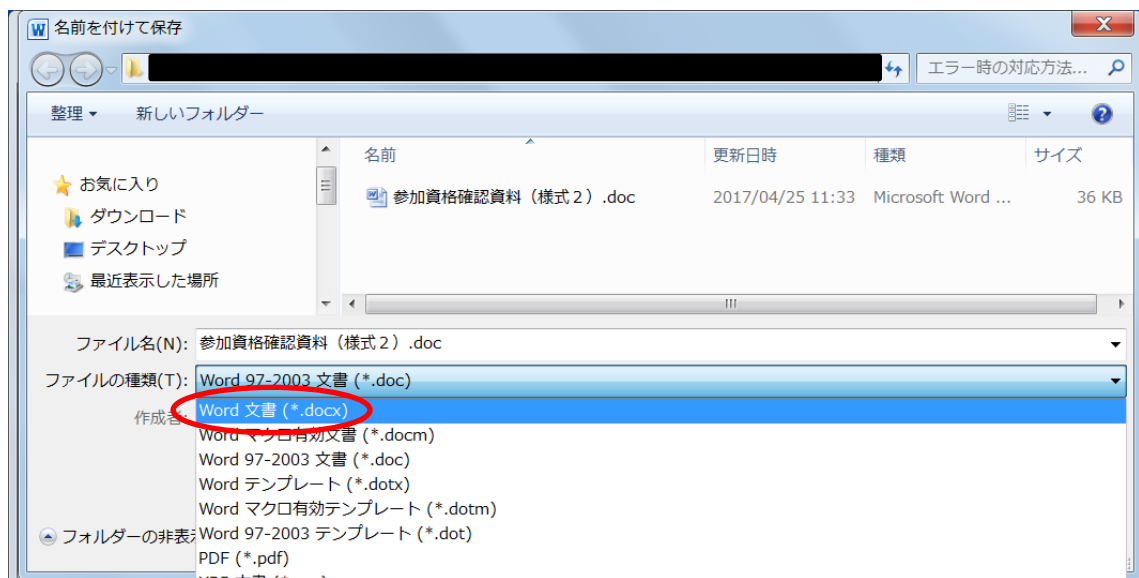 名前を付けて保存
エラー時の対応方法...
整理 新しいフォルダー
名前 更新日時 種類 サイズ
お気に入り
参加資格確認資料（様式２）.doc 2017/04/25 11:33 Microsoft Word ... 36 KB
ダウンロード
デスクトップ
最近表示した場所
ファイル名(N): 参加資格確認資料（様式２）.doc
ファイルの種類(T): Word 97-2003 文書 (*.doc)
作成者: Word 文書 (*.docx)
Word マクロ有効文書 (*.docm)
Word 97-2003 文書 (*.doc)
Word テンプレート (*.dotx)
Word マクロ有効テンプレート (*.dotm)
フォルダーの非表 Word 97-2003 テンプレート (*.dot)
PDF (*.pdf)